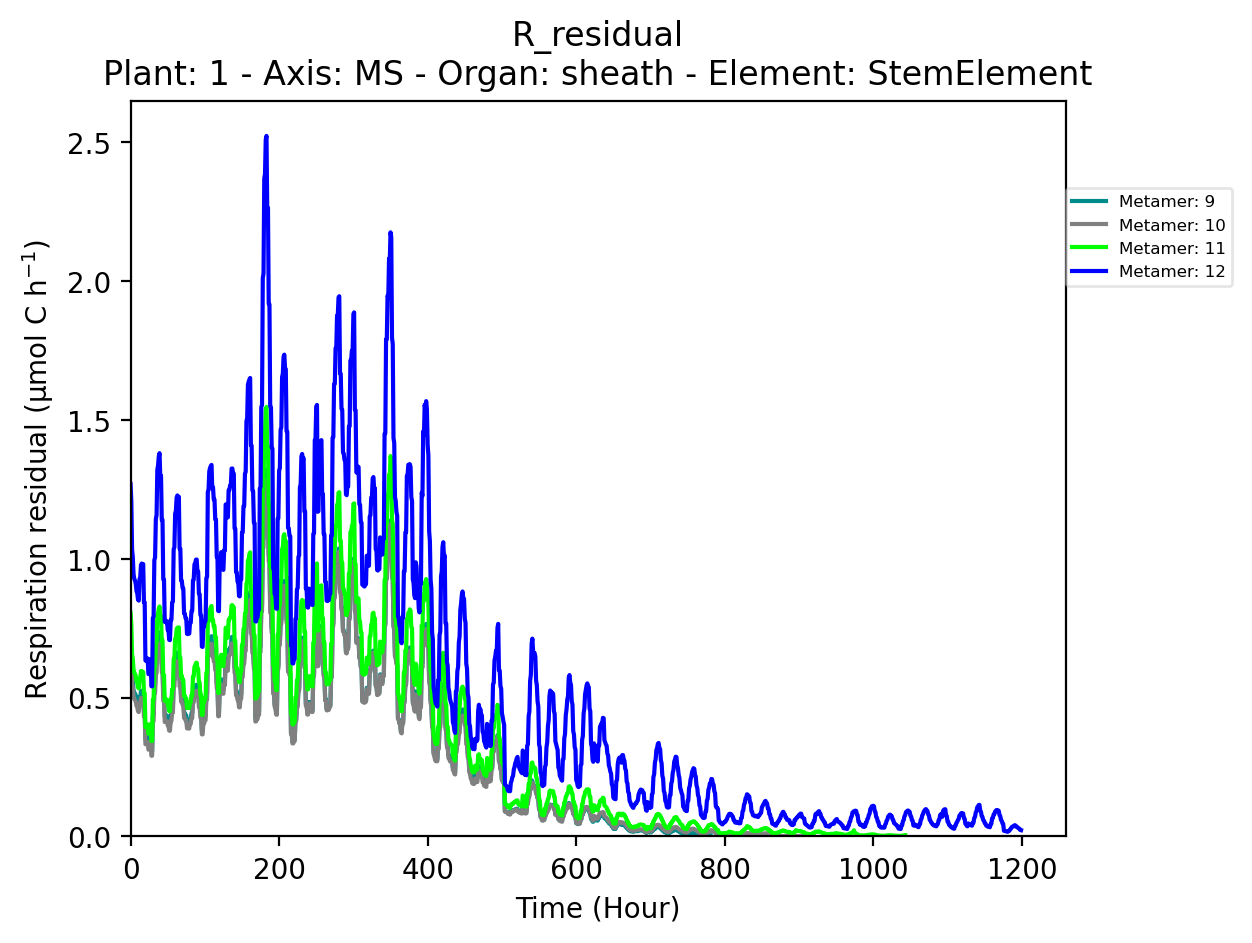 R_residual
Plant: 1 - Axis: MS - Organ: sheath - Element: StemElement
Respiration residual (µmol C h⁻¹)
2.5
2.0
1.5
1.0
0.5
0.0
Metamer: 9
Metamer: 10
Metamer: 11
Metamer: 12
0 200 400 600 800 1000 1200
Time (Hour)